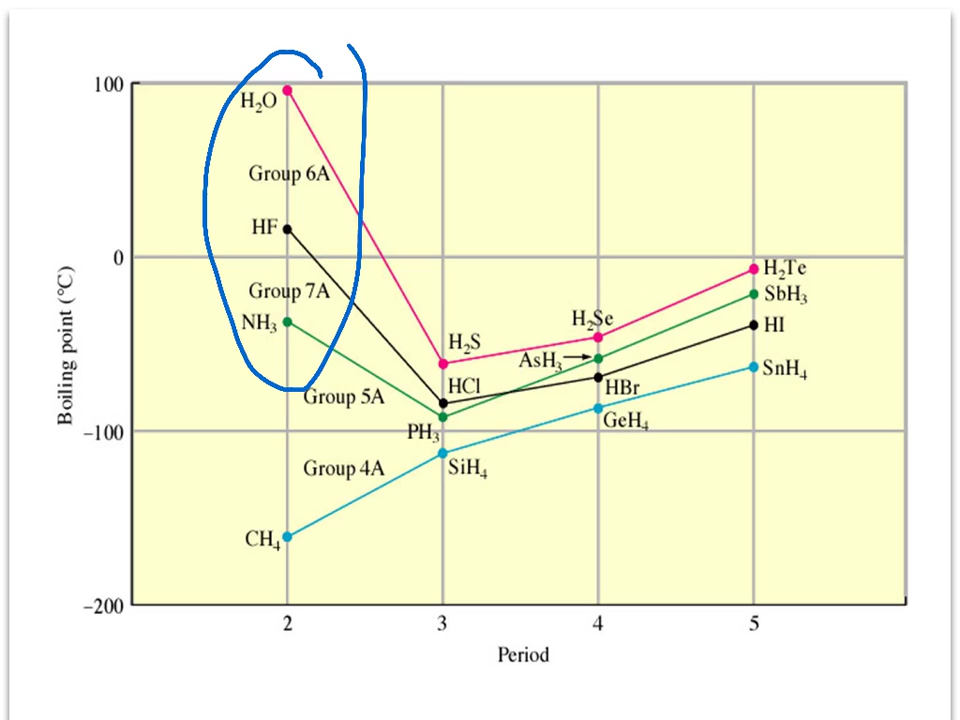 100
H₂O
Group 6A
HF
0
Group 7A
H₂Te
SbH₃
NH₃
H₂Se
HI
H₂S
AsH₃
SnH₄
HCl
HBr
Group 5A
GeH₄
−100
PH₃
Group 4A
SiH₄
CH₄
−200
2 3 4 5
Period
Boiling point (°C)